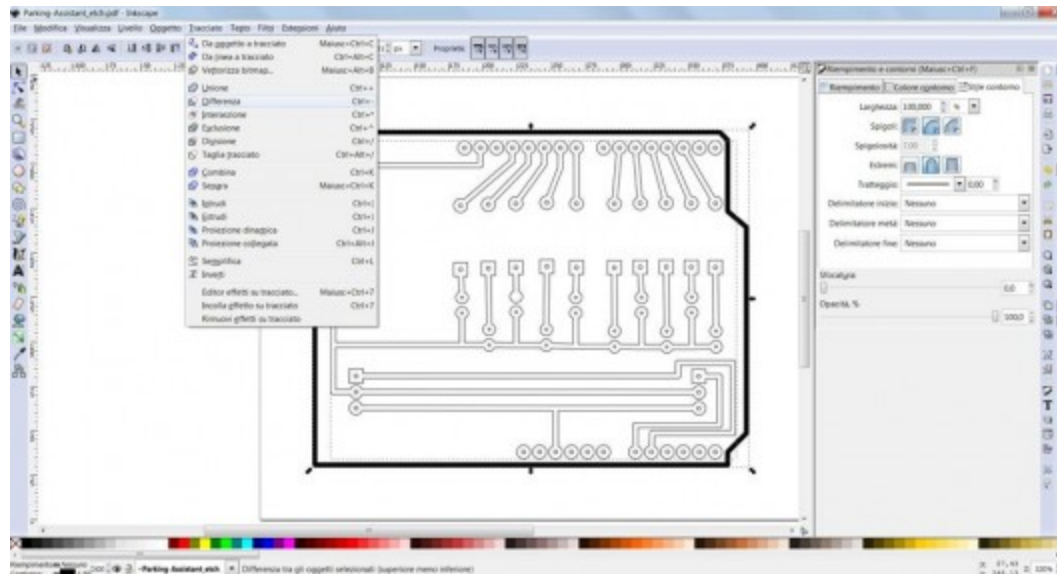 Parking-Assistant_etch.pdf - Inkscape
File Modifica Visualizza Livello Oggetto Tracciato Testo Filtri Estensioni Aiuto
Da oggetto a tracciato Maiusc+Ctrl+C
Da linea a tracciato Ctrl+Alt+C
Vettorizza bitmap... Maiusc+Alt+B
Unione Ctrl++
Differenza Ctrl+-
Intersezione Ctrl+*
Esclusione Ctrl+^
Divisione Ctrl+/
Taglia tracciato Ctrl+Alt+/
Combina Ctrl+K
Separa Maiusc+Ctrl+K
Intrudi Ctrl+(
Estrudi Ctrl+)
Proiezione dinamica Ctrl+J
Proiezione collegata Ctrl+Alt+J
Semplifica Ctrl+L
Inverti
Editor effetti su tracciato... Maiusc+Ctrl+7
Incolla effetto su tracciato Ctrl+7
Rimuovi effetti su tracciato
px
Proprietà:
Riempimento e contorni (Maiusc+Ctrl+F)
Riempimento Colore contorno Stile contorno
Larghezza: 100,000 %
Spigoli:
Spigolosità:
Estremi:
Tratteggio: 0,00
Delimitatore inizio: Nessuno
Delimitatore metà: Nessuno
Delimitatore fine: Nessuno
Sfocatura:
0,0
Opacità, %
100,0
Riempimento: Nessuno
Contorno:
-Parking-Assistant_etch
Differenza tra gli oggetti selezionati (superiore meno inferiore)